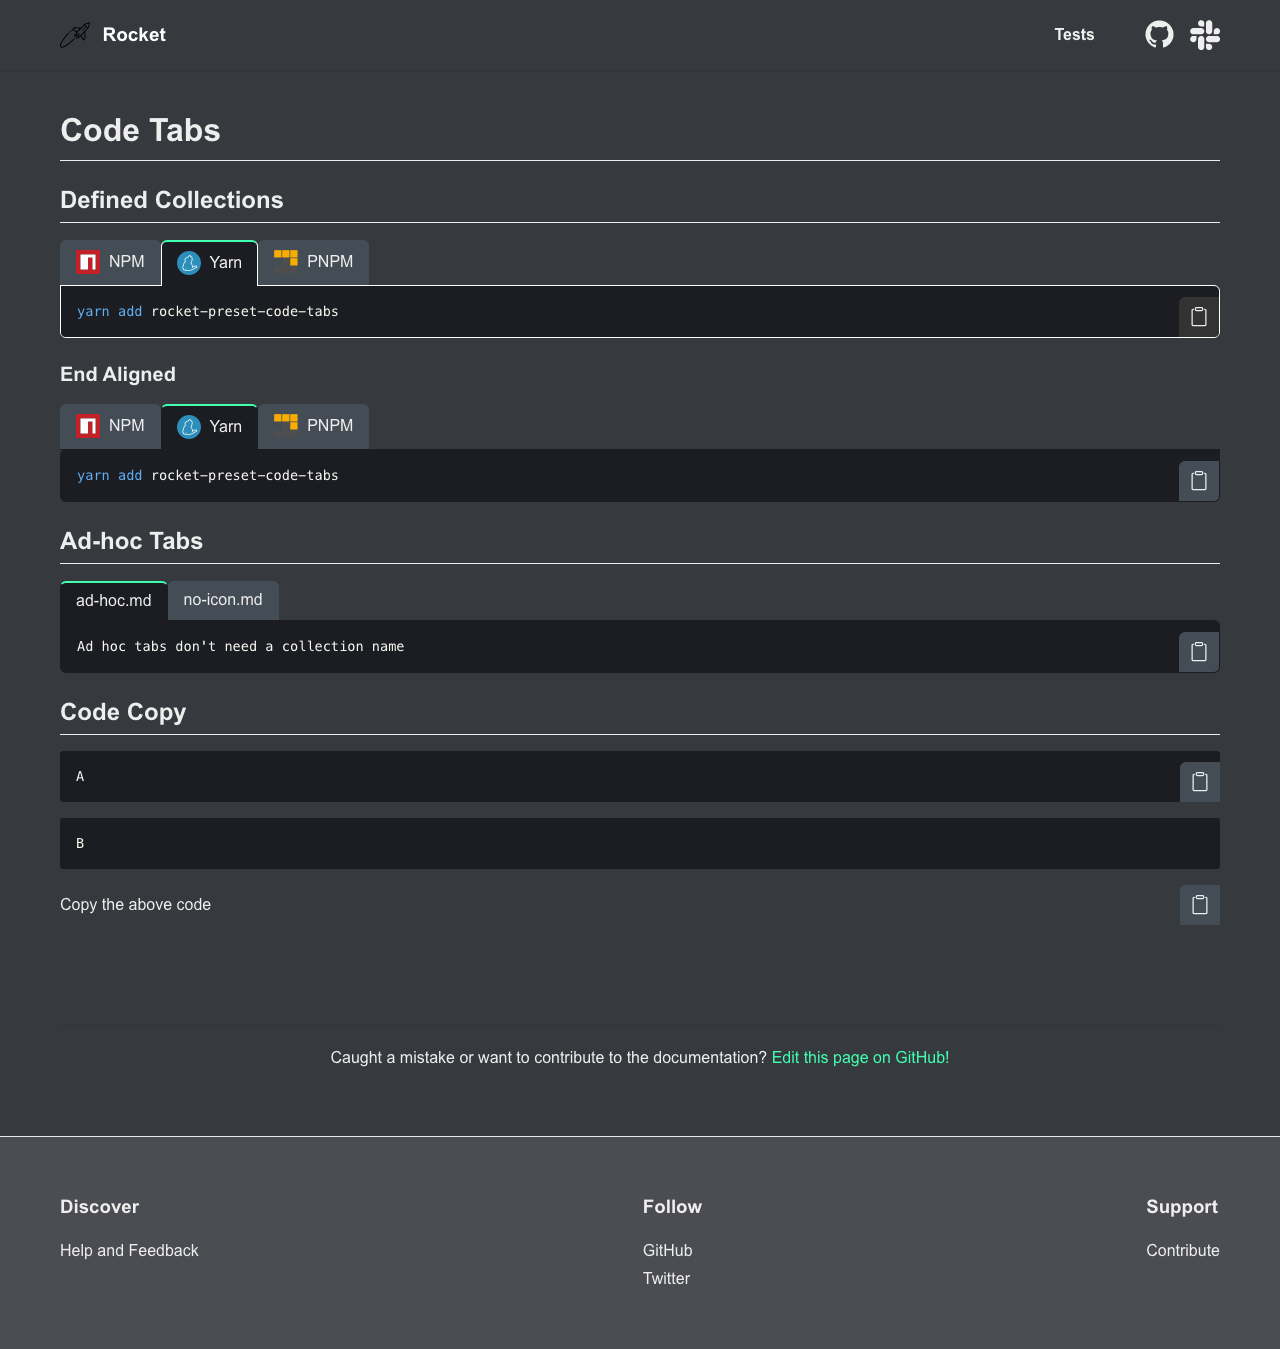 Rocket
Tests
Code Tabs
Defined Collections
NPM Yarn PNPM
yarn add rocket-preset-code-tabs
End Aligned
NPM Yarn PNPM
yarn add rocket-preset-code-tabs
Ad-hoc Tabs
ad-hoc.md no-icon.md
Ad hoc tabs don't need a collection name
Code Copy
A
B
Copy the above code
Caught a mistake or want to contribute to the documentation? Edit this page on GitHub!
Discover
Help and Feedback
Follow
GitHub
Twitter
Support
Contribute